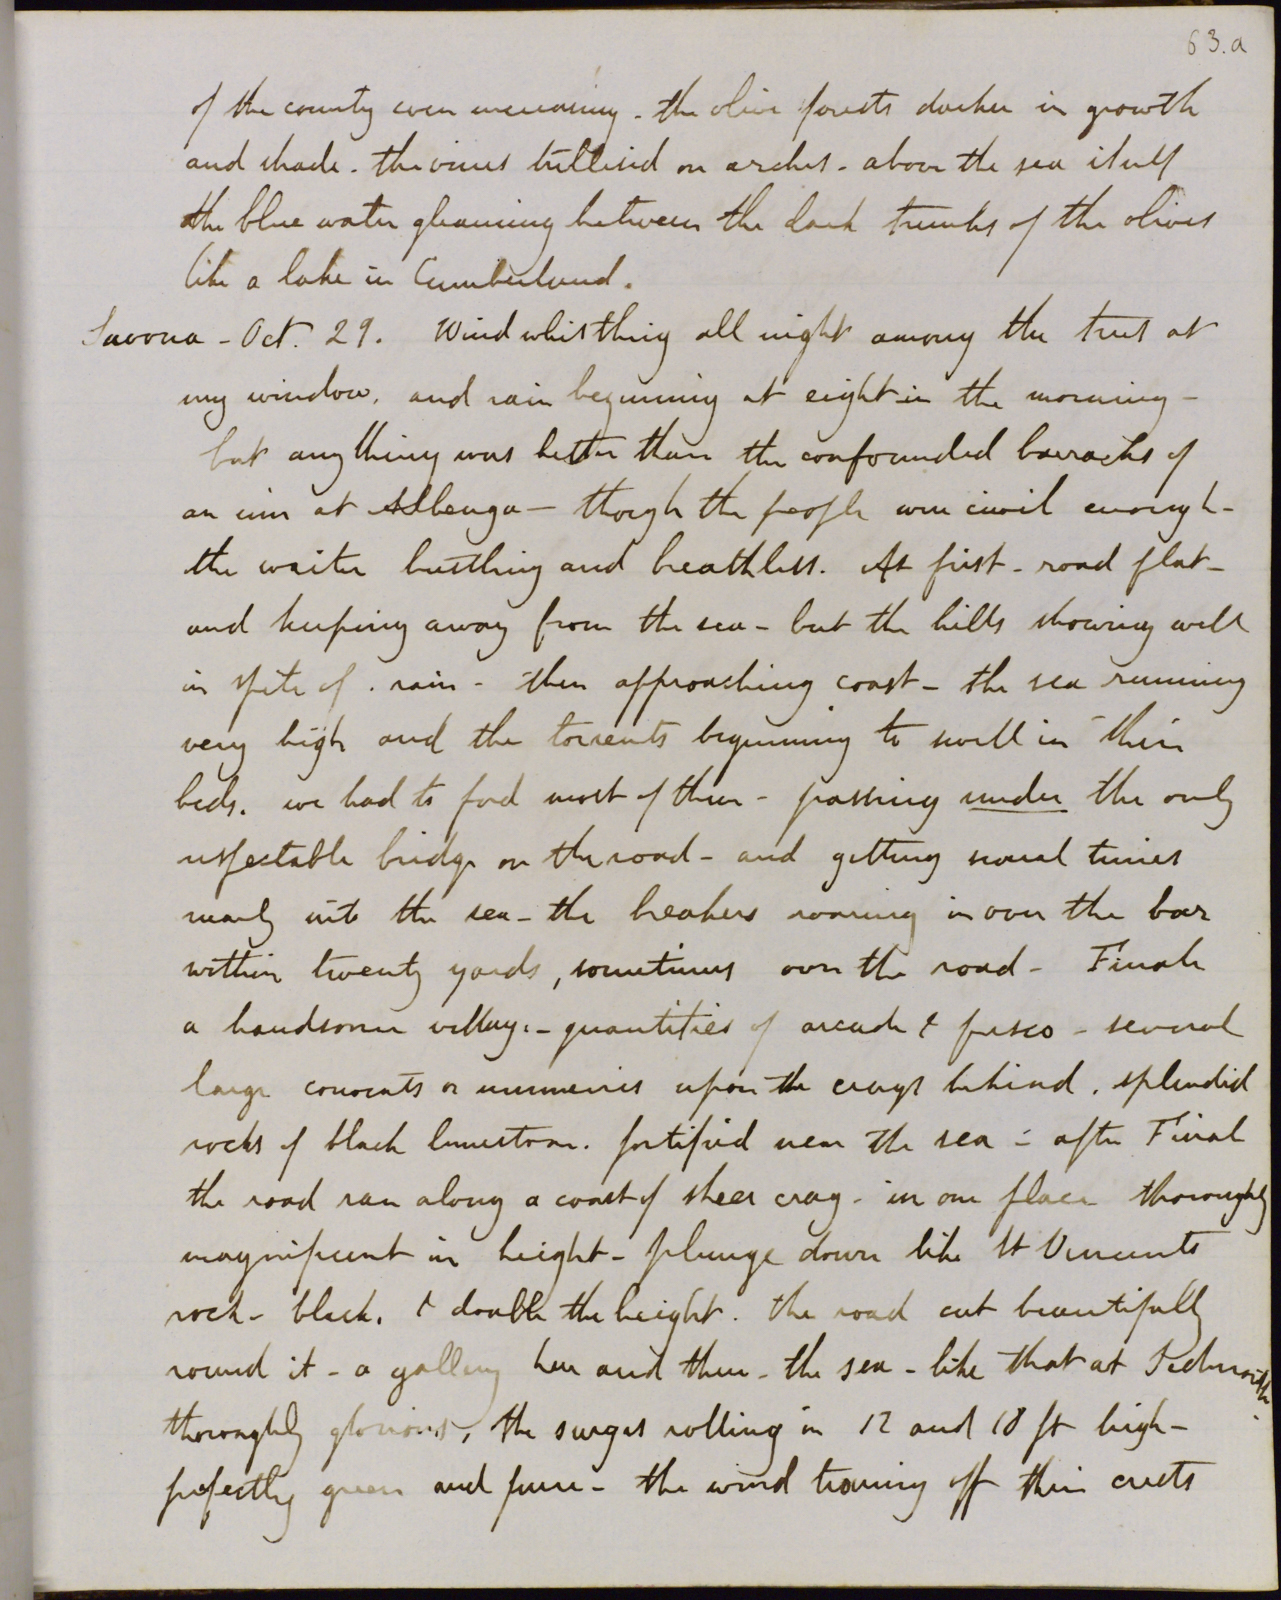 63.a
of the country even increasing. the olive forests darker in growth
and shade. the vines trellised on arches. above the sea itself
the blue water gleaming between the dark trunks of the olives
like a lake in Cumberland.
Savona - Oct. 29. Wind whisthing all night among the trees at
my window, and rain beginning at eight in the morning -
but anything was better than the confounded barracks of
an inn at Albenga - though the people were civil enough -
the waiter busthing and breathless. At first - road flat -
and keeping away from the sea - but the hills showing well
in spite of . rain - then approaching coast - the sea running
very high and the torrents beginning to swell in their
beds. we had to ford most of them - passing under the only
respectable bridge on the road - and getting several times
nearly into the sea - the breakers roaring in over the bar
within twenty yards, sometimes over the road - Finale
a handsome village - quantities of arcade & fresco - several
large convents or nunneries upon the crags behind. splendid
rocks of black limestone. fortified near the sea - after Final
the road ran along a coast of sheer crag - in one place thoroughly
magnificent in height - plunge down like St Vincents
rock - black, & double the height. the road cut beautifully
round it - a gallery here and there - the sea - like that at
thoroughly glorious, the surges rolling in 12 and 18 ft high -
perfectly green and pure - the wind tearing off their crests